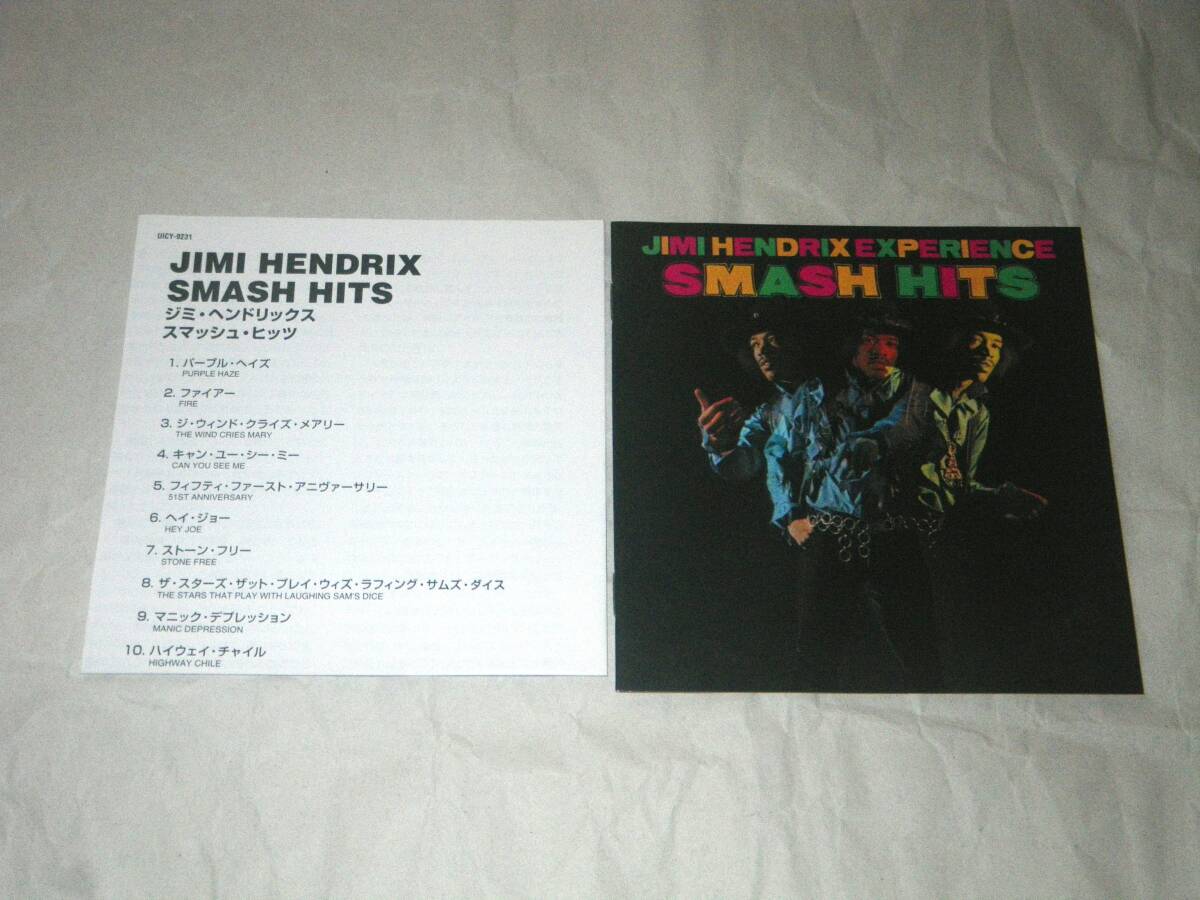 UICY-9231
JIMI HENDRIX
SMASH HITS
ジミ・ヘンドリックス
スマッシュ・ヒッツ
1. パープル・ヘイズ
PURPLE HAZE
2. ファイアー
FIRE
3. ジ・ウィンド・クライズ・メアリー
THE WIND CRIES MARY
4. キャン・ユー・シー・ミー
CAN YOU SEE ME
5. フィフティ・ファースト・アニヴァーサリー
51ST ANNIVERSARY
6. ヘイ・ジョー
HEY JOE
7. ストーン・フリー
STONE FREE
8. ザ・スターズ・ザット・プレイ・ウィズ・ラフィング・サムズ・ダイス
THE STARS THAT PLAY WITH LAUGHING SAM'S DICE
9. マニック・デプレッション
MANIC DEPRESSION
10. ハイウェイ・チャイル
HIGHWAY CHILE
JIMI HENDRIX EXPERIENCE
SMASH HITS